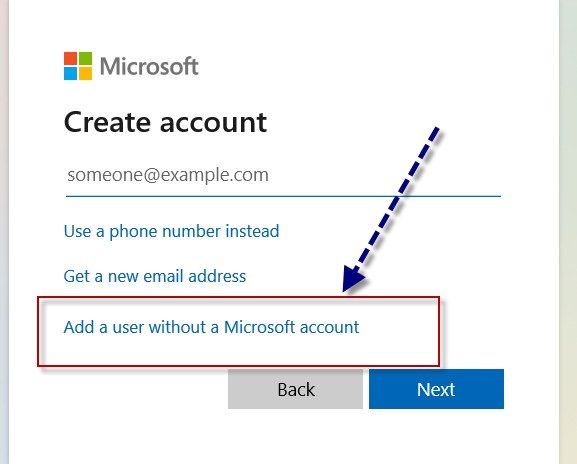 Microsoft
Create account
someone@example.com
Use a phone number instead
Get a new email address
Add a user without a Microsoft account
Back
Next